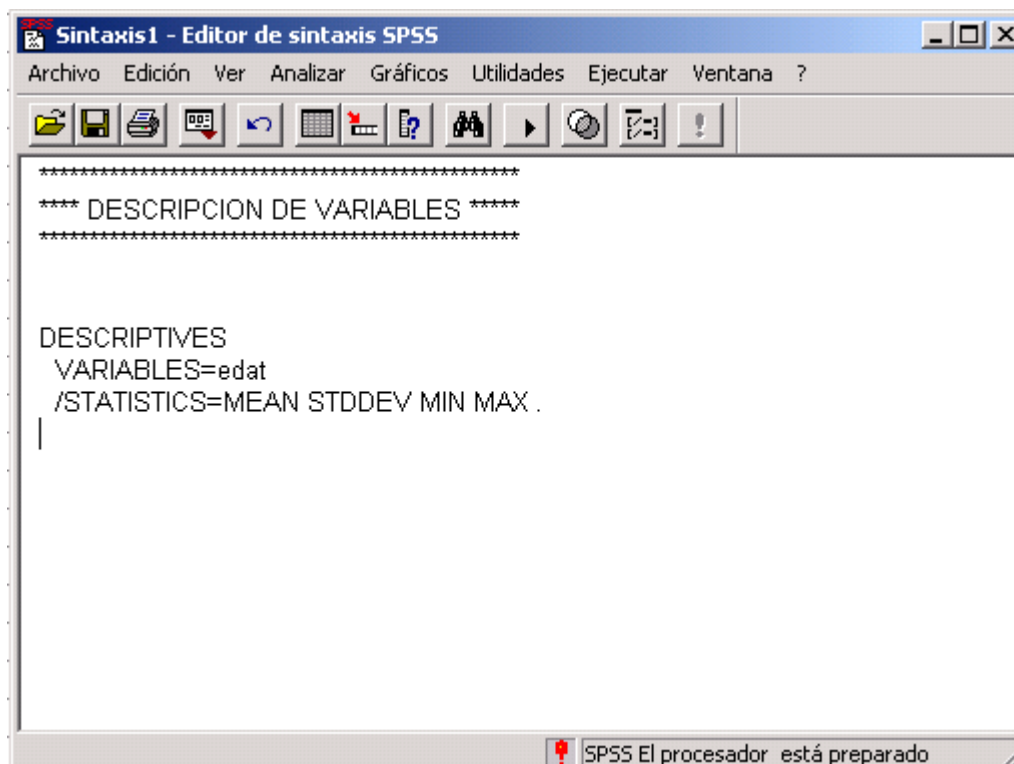 SPSS
Sintaxis1 - Editor de sintaxis SPSS
Archivo Edición Ver Analizar Gráficos Utilidades Ejecutar Ventana ?
************************************************
**** DESCRIPCION DE VARIABLES *****
************************************************
DESCRIPTIVES
VARIABLES=edat
/STATISTICS=MEAN STDDEV MIN MAX .
SPSS El procesador está preparado